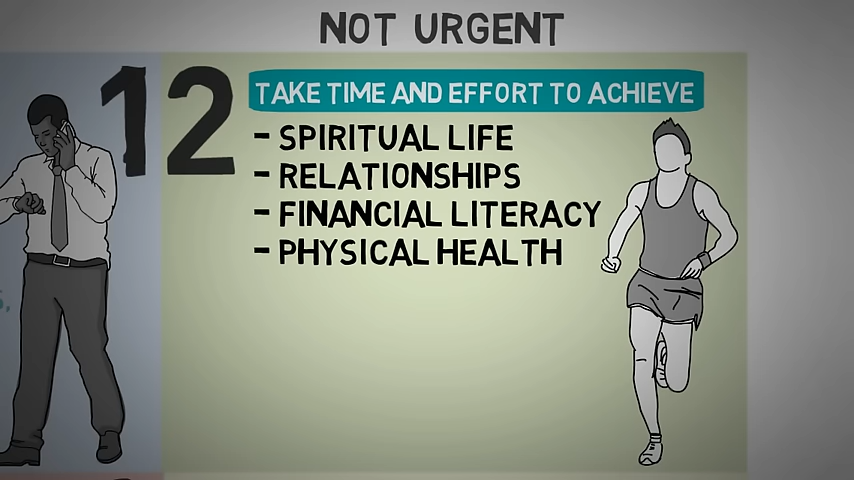 NOT URGENT
1
2
TAKE TIME AND EFFORT TO ACHIEVE
- SPIRITUAL LIFE
- RELATIONSHIPS
- FINANCIAL LITERACY
- PHYSICAL HEALTH